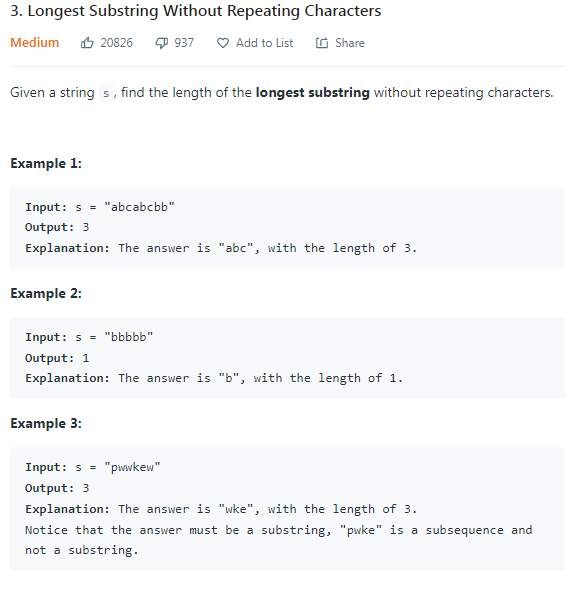 3. Longest Substring Without Repeating Characters
Medium 20826 937 Add to List Share
Given a string s, find the length of the longest substring without repeating characters.
Example 1:
Input: s = "abcabcbb"
Output: 3
Explanation: The answer is "abc", with the length of 3.
Example 2:
Input: s = "bbbbb"
Output: 1
Explanation: The answer is "b", with the length of 1.
Example 3:
Input: s = "pwwkew"
Output: 3
Explanation: The answer is "wke", with the length of 3.
Notice that the answer must be a substring, "pwke" is a subsequence and
not a substring.